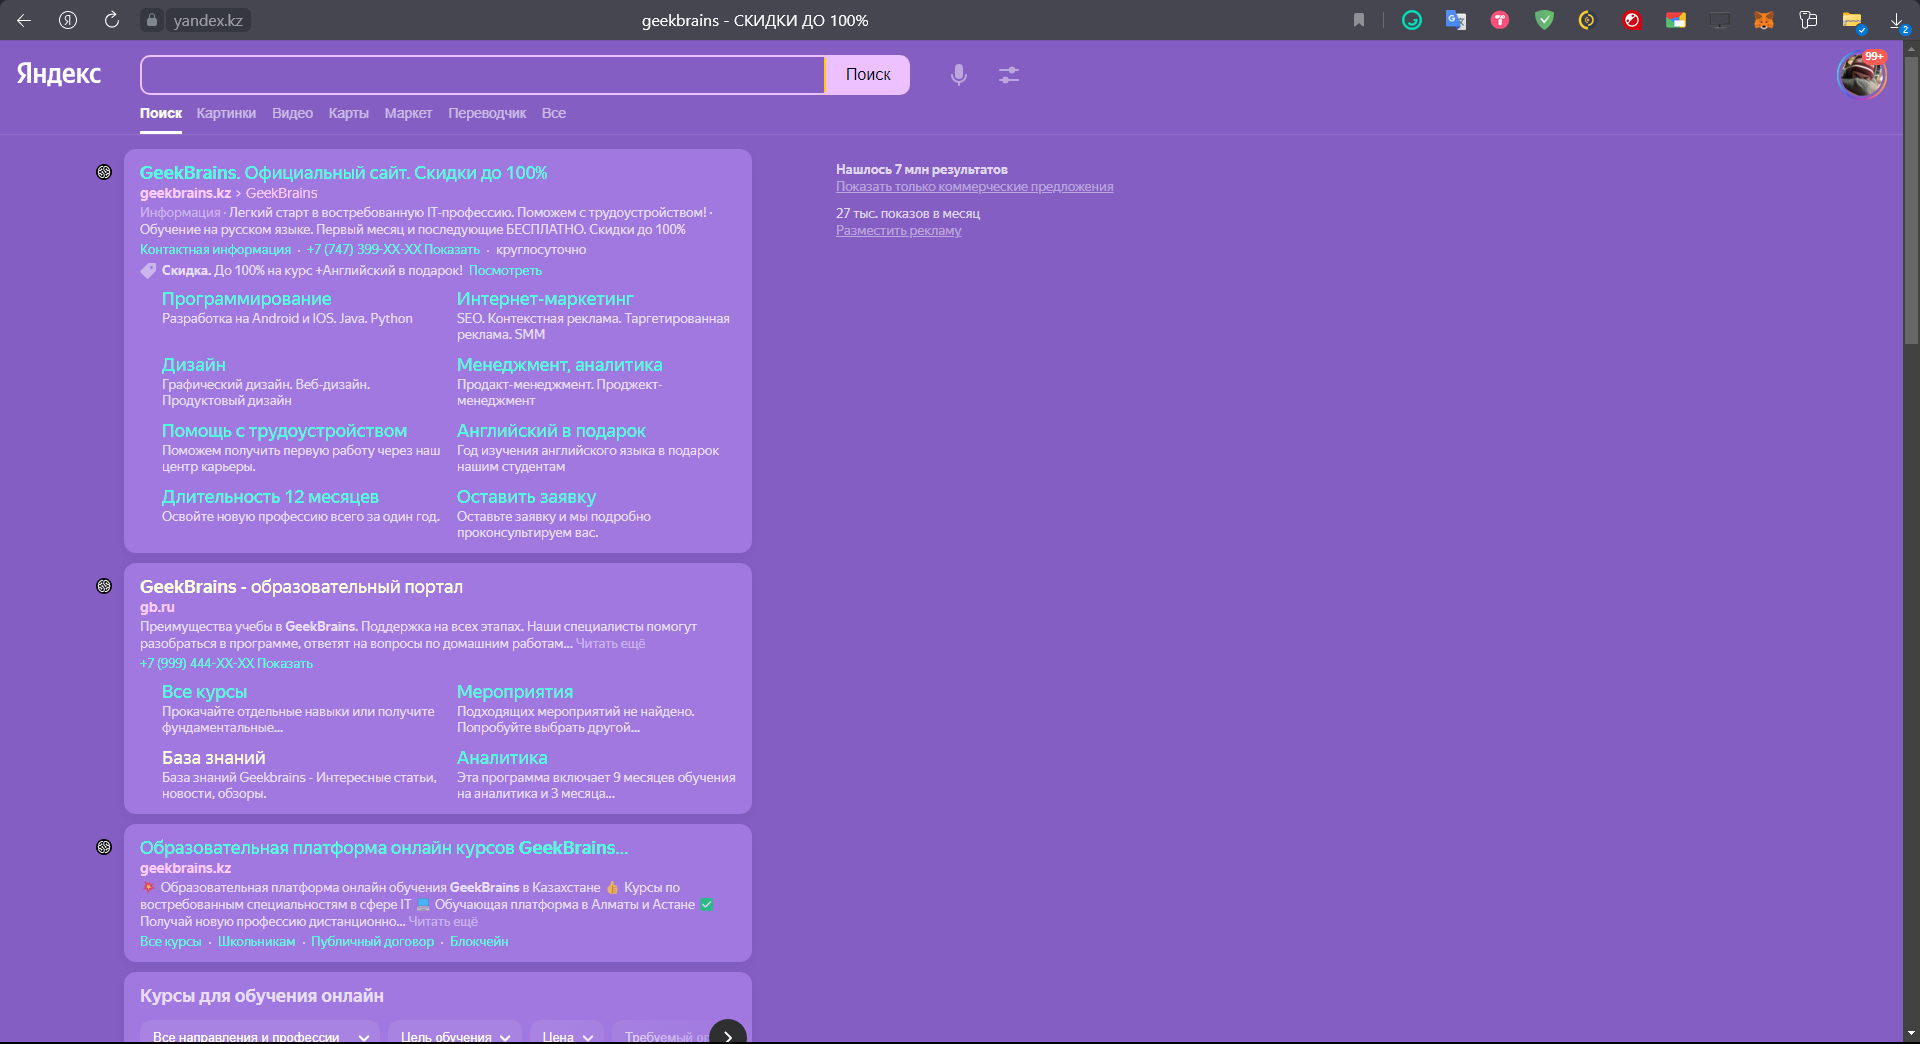 yandex.kz
geekbrains - СКИДКИ ДО 100%
2
Яндекс
Поиск
99+
Поиск Картинки Видео Карты Маркет Переводчик Все
GeekBrains. Официальный сайт. Скидки до 100%
geekbrains.kz › GeekBrains
Информация · Легкий старт в востребованную IT-профессию. Поможем с трудоустройством! ·
Обучение на русском языке. Первый месяц и последующие БЕСПЛАТНО. Скидки до 100%
Контактная информация · +7 (747) 399-XX-XX Показать · круглосуточно
Скидка. До 100% на курс +Английский в подарок! Посмотреть
Программирование
Разработка на Android и IOS. Java. Python
Интернет-маркетинг
SEO. Контекстная реклама. Таргетированная
реклама. SMM
Дизайн
Графический дизайн. Веб-дизайн.
Продуктовый дизайн
Менеджмент, аналитика
Продакт-менеджмент. Проджект-
менеджмент
Помощь с трудоустройством
Поможем получить первую работу через наш
центр карьеры.
Английский в подарок
Год изучения английского языка в подарок
нашим студентам
Длительность 12 месяцев
Освойте новую профессию всего за один год.
Оставить заявку
Оставьте заявку и мы подробно
проконсультируем вас.
Нашлось 7 млн результатов
Показать только коммерческие предложения
27 тыс. показов в месяц
Разместить рекламу
GeekBrains - образовательный портал
gb.ru
Преимущества учебы в GeekBrains. Поддержка на всех этапах. Наши специалисты помогут
разобраться в программе, ответят на вопросы по домашним работам... Читать ещё
+7 (999) 444-XX-XX Показать
Все курсы
Прокачайте отдельные навыки или получите
фундаментальные...
Мероприятия
Подходящих мероприятий не найдено.
Попробуйте выбрать другой...
База знаний
База знаний Geekbrains - Интересные статьи,
новости, обзоры.
Аналитика
Эта программа включает 9 месяцев обучения
на аналитика и 3 месяца...
Образовательная платформа онлайн курсов GeekBrains...
geekbrains.kz
💥 Образовательная платформа онлайн обучения GeekBrains в Казахстане 👍 Курсы по
востребованным специальностям в сфере IT 💻 Обучающая платформа в Алматы и Астане ✅
Получай новую профессию дистанционно... Читать ещё
Все курсы · Школьникам · Публичный договор · Блокчейн
Курсы для обучения онлайн
Все направления и профессии Цель обучения Цена Требуемый